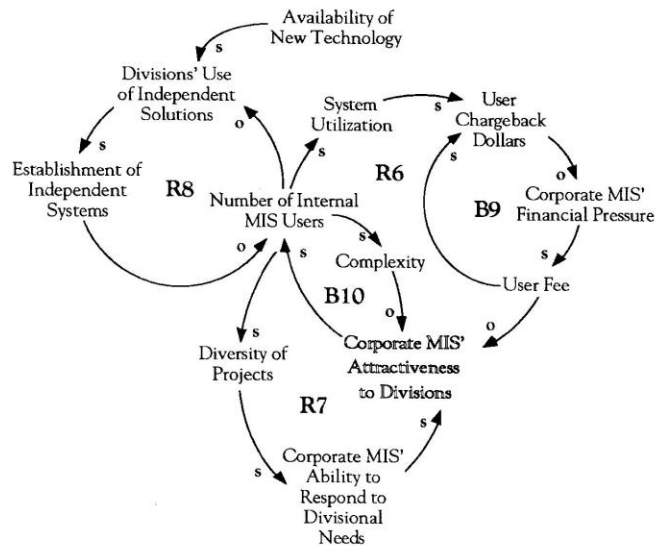 Availability of
New Technology
s
Divisions' Use
of Independent
Solutions
s
o
Establishment of
Independent
Systems
R8
o
Number of Internal
MIS Users
s
System
Utilization
s
User
Chargeback
Dollars
s
R6
o
B9
Corporate MIS'
Financial Pressure
s
User Fee
o
s
Complexity
o
s
B10
s
Diversity of
Projects
Corporate MIS'
Attractiveness
to Divisions
R7
s
s
Corporate MIS'
Ability to
Respond to
Divisional
Needs